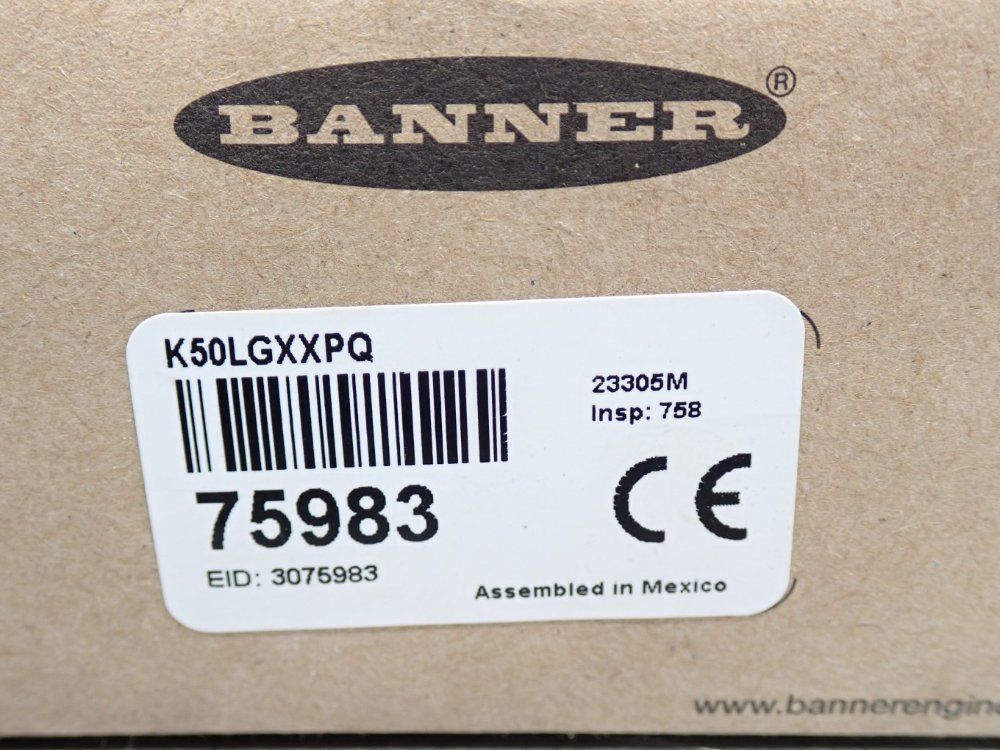 BANNER®
K50LGXXPQ
23305M
Insp: 758
75983
CE
EID: 3075983
Assembled in Mexico
www.bannerengine